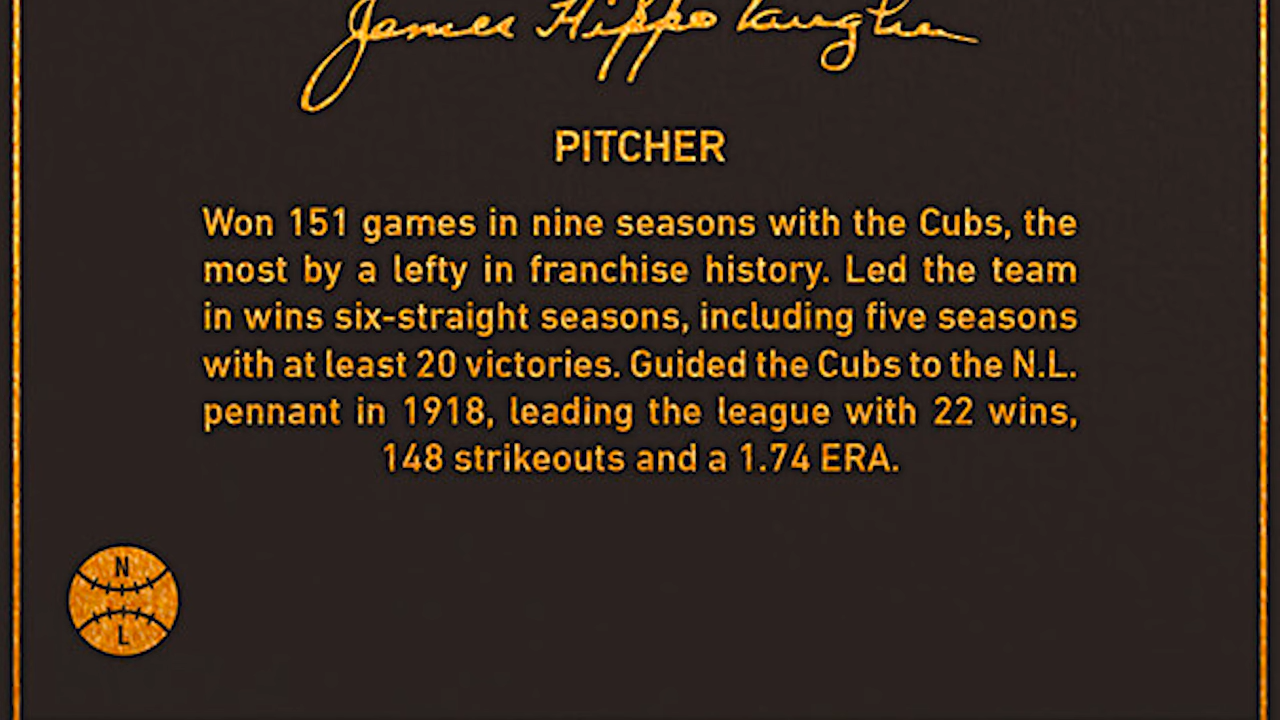 James Hippo Vaughn
PITCHER
Won 151 games in nine seasons with the Cubs, the
most by a lefty in franchise history. Led the team
in wins six-straight seasons, including five seasons
with at least 20 victories. Guided the Cubs to the N.L.
pennant in 1918, leading the league with 22 wins,
148 strikeouts and a 1.74 ERA.
N
L